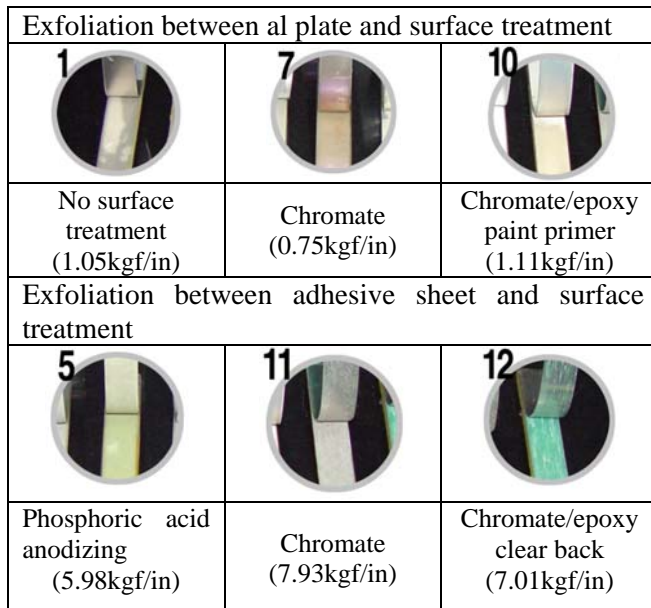 Exfoliation between al plate and surface treatment
1
7
10
No surface
treatment
(1.05kgf/in)
Chromate
(0.75kgf/in)
Chromate/epoxy
paint primer
(1.11kgf/in)
Exfoliation between adhesive sheet and surface
treatment
5
11
12
Phosphoric acid
anodizing
(5.98kgf/in)
Chromate
(7.93kgf/in)
Chromate/epoxy
clear back
(7.01kgf/in)